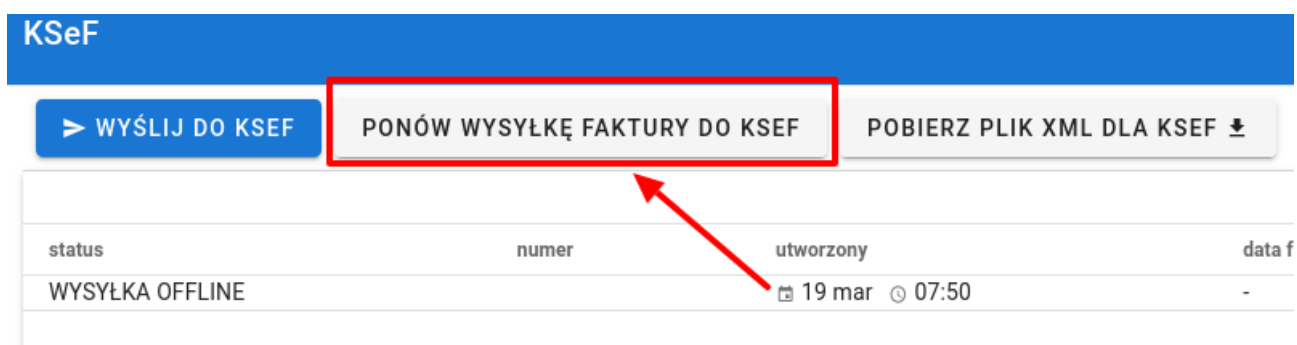 KSeF
WYŚLIJ DO KSEF PONÓW WYSYŁKĘ FAKTURY DO KSEF POBIERZ PLIK XML DLA KSEF
status numer utworzony data f
WYSYŁKA OFFLINE 19 mar 07:50 -